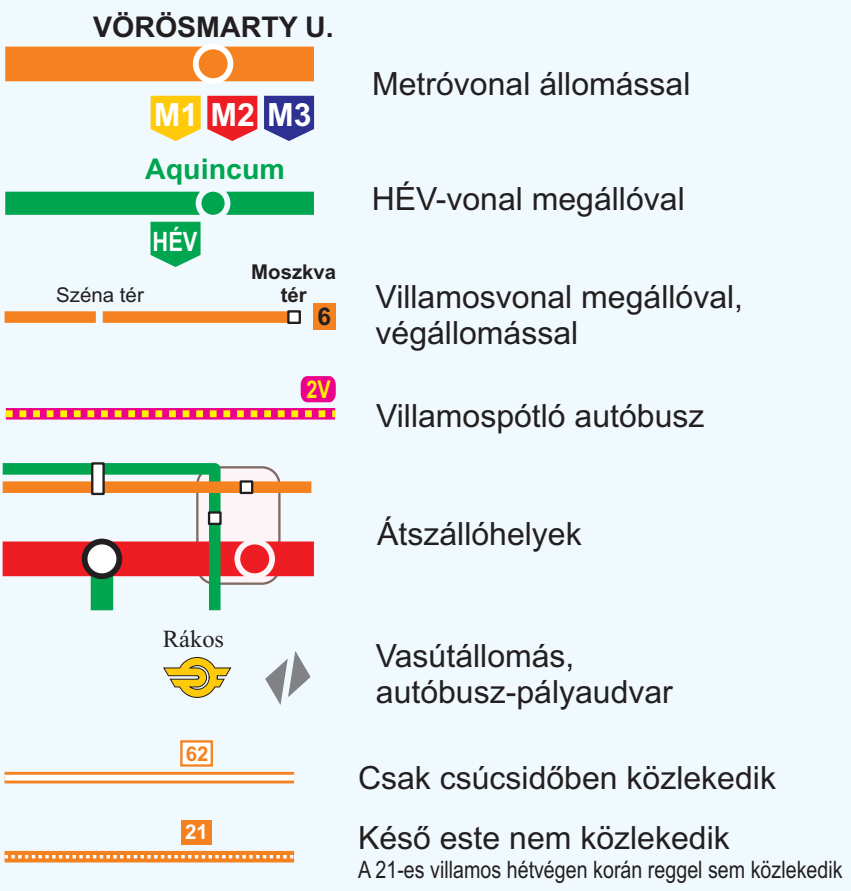 VÖRÖSMARTY U.
Metróvonal állomással
M1 M2 M3
Aquincum
HÉV-vonal megállóval
HÉV
Széna tér
Moszkva
tér
6
Villamosvonal megállóval,
végállomással
2V
Villamospótló autóbusz
Átszállóhelyek
Rákos
Vasútállomás,
autóbusz-pályaudvar
62
Csak csúcsidőben közlekedik
21
Késő este nem közlekedik
A 21-es villamos hétvégen korán reggel sem közlekedik